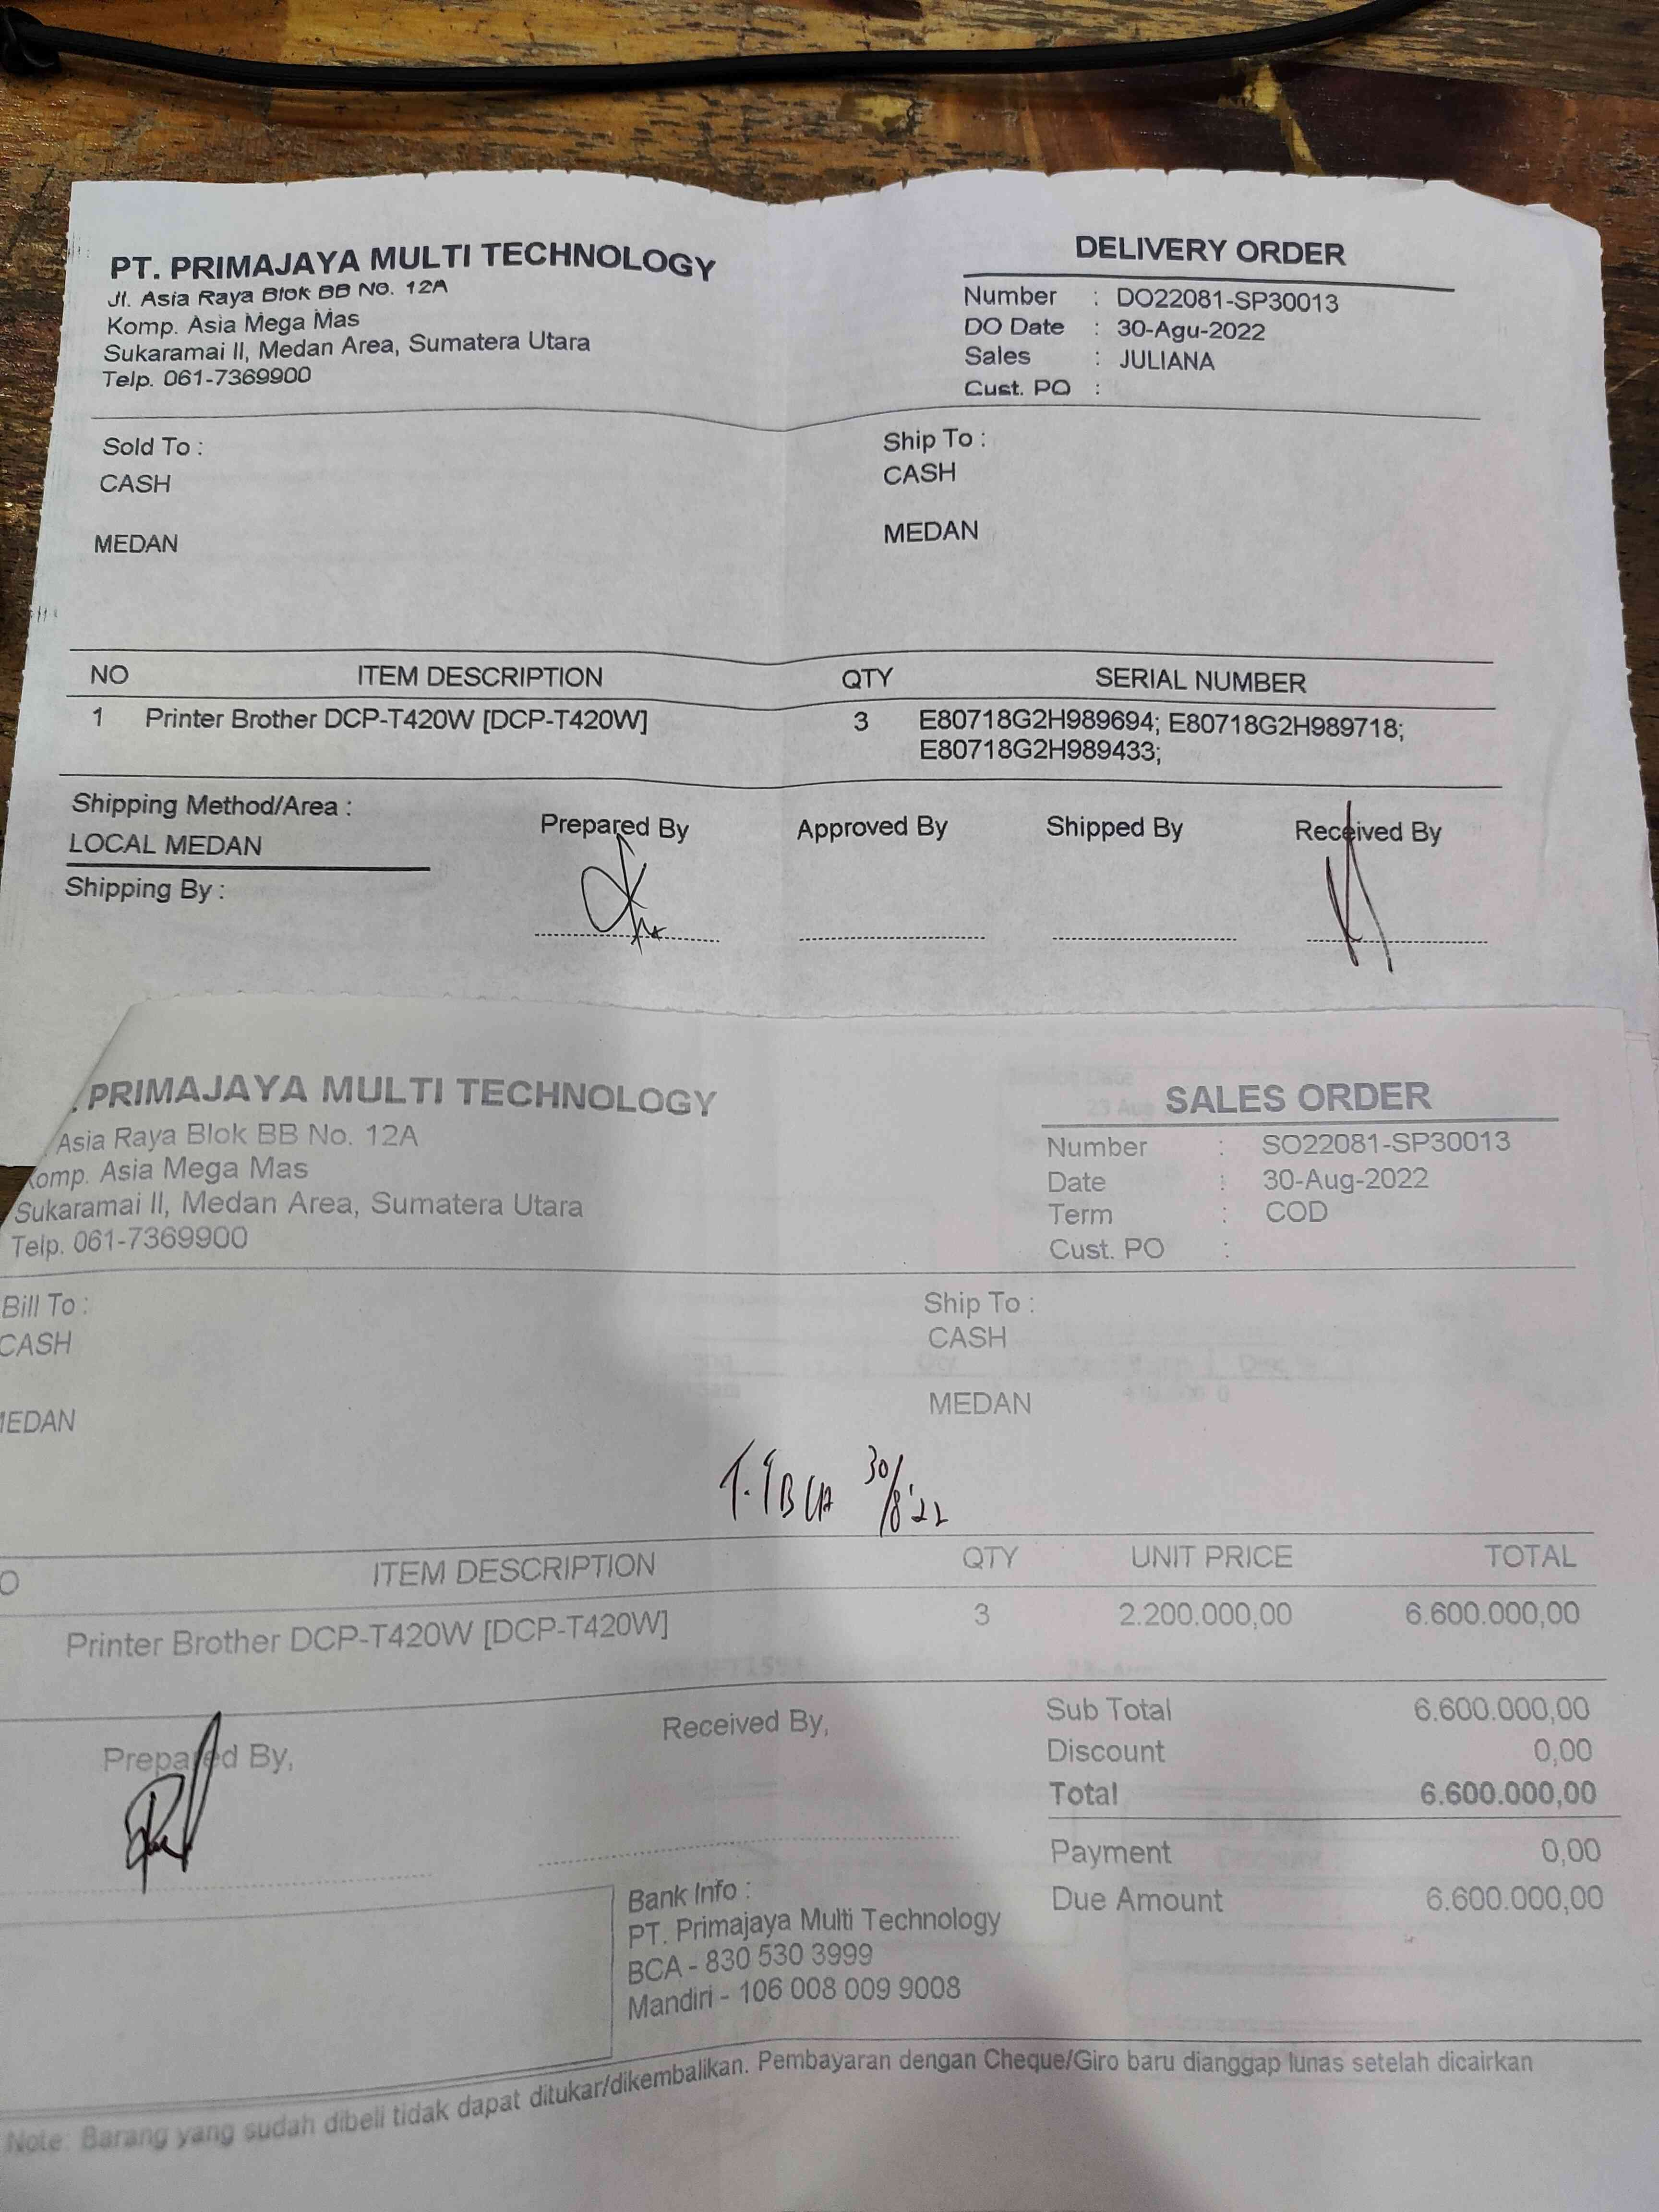 PT. PRIMAJAYA MULTI TECHNOLOGY
Jl. Asia Raya Blok BB No. 12A
Komp. Asia Mega Mas
Sukaramai II, Medan Area, Sumatera Utara
Telp. 061-7369900
DELIVERY ORDER
Number : DO22081-SP30013
DO Date : 30-Agu-2022
Sales : JULIANA
Cust. PO :
Sold To :
CASH
MEDAN
Ship To :
CASH
MEDAN
NO ITEM DESCRIPTION QTY SERIAL NUMBER
1 Printer Brother DCP-T420W [DCP-T420W] 3 E80718G2H989694; E80718G2H989718;
E80718G2H989433;
Shipping Method/Area :
LOCAL MEDAN
Shipping By :
Prepared By Approved By Shipped By Received By
. PRIMAJAYA MULTI TECHNOLOGY
Asia Raya Blok BB No. 12A
Komp. Asia Mega Mas
Sukaramai II, Medan Area, Sumatera Utara
Telp. 061-7369900
SALES ORDER
Number : SO22081-SP30013
Date : 30-Aug-2022
Term : COD
Cust. PO :
Bill To :
CASH
MEDAN
Ship To :
CASH
MEDAN
BCA 30/8'22
O ITEM DESCRIPTION QTY UNIT PRICE TOTAL
Printer Brother DCP-T420W [DCP-T420W] 3 2.200.000,00 6.600.000,00
Prepared By,
Received By,
Sub Total 6.600.000,00
Discount 0,00
Total 6.600.000,00
Payment 0,00
Due Amount 6.600.000,00
Bank Info :
PT. Primajaya Multi Technology
BCA - 830 530 3999
Mandiri - 106 008 009 9008
Note: Barang yang sudah dibeli tidak dapat ditukar/dikembalikan. Pembayaran dengan Cheque/Giro baru dianggap lunas setelah dicairkan